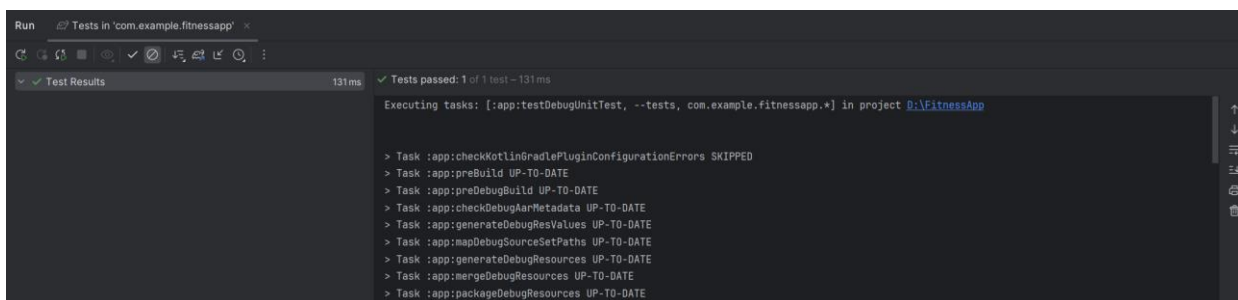 Run Tests in 'com.example.fitnessapp' ×
Test Results 131 ms
Tests passed: 1 of 1 test – 131 ms
Executing tasks: [:app:testDebugUnitTest, --tests, com.example.fitnessapp.*] in project D:\FitnessApp
> Task :app:checkKotlinGradlePluginConfigurationErrors SKIPPED
> Task :app:preBuild UP-TO-DATE
> Task :app:preDebugBuild UP-TO-DATE
> Task :app:checkDebugAarMetadata UP-TO-DATE
> Task :app:generateDebugResValues UP-TO-DATE
> Task :app:mapDebugSourceSetPaths UP-TO-DATE
> Task :app:generateDebugResources UP-TO-DATE
> Task :app:mergeDebugResources UP-TO-DATE
> Task :app:packageDebugResources UP-TO-DATE